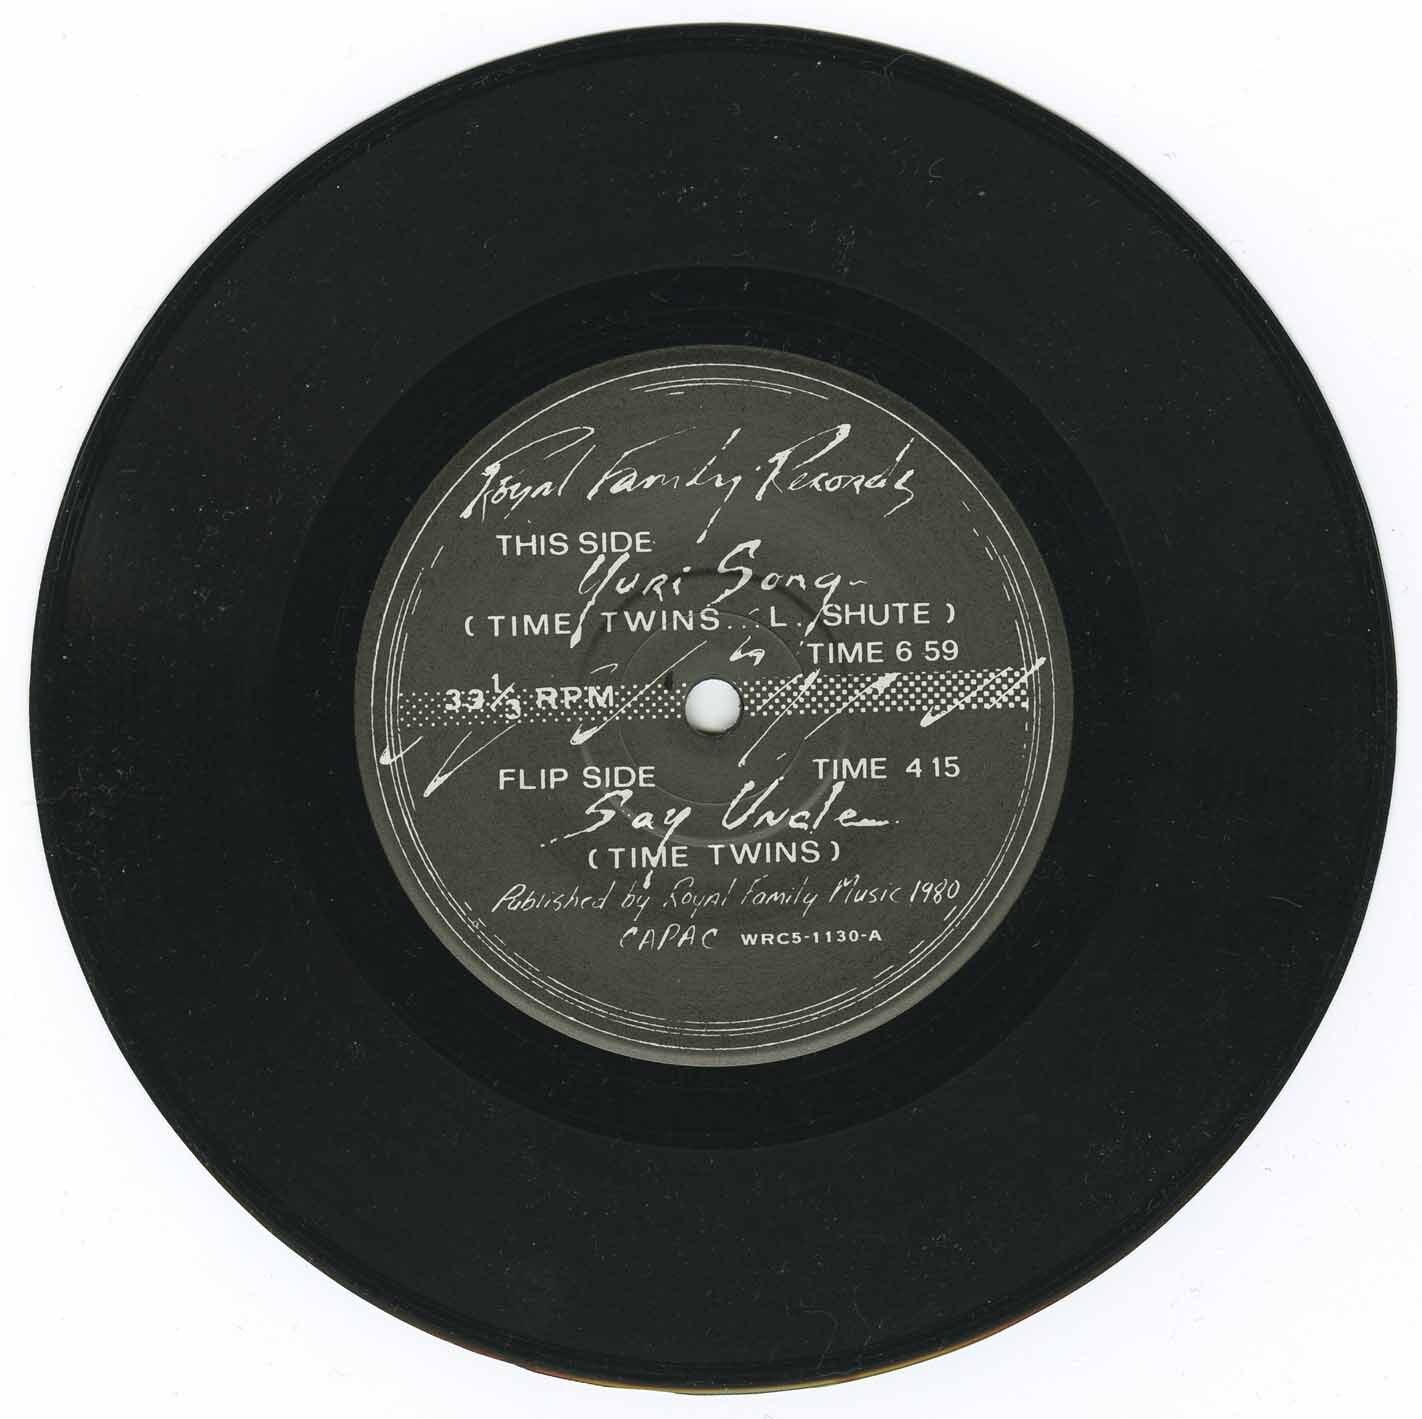 Royal Family Records
THIS SIDE
Yuri Song
(TIME TWINS... L. SHUTE)
TIME 6 59
33 1/3 RPM
FLIP SIDE TIME 4 15
Say Uncle
(TIME TWINS)
Published by Royal Family Music 1980
CAPAC WRC5-1130-A